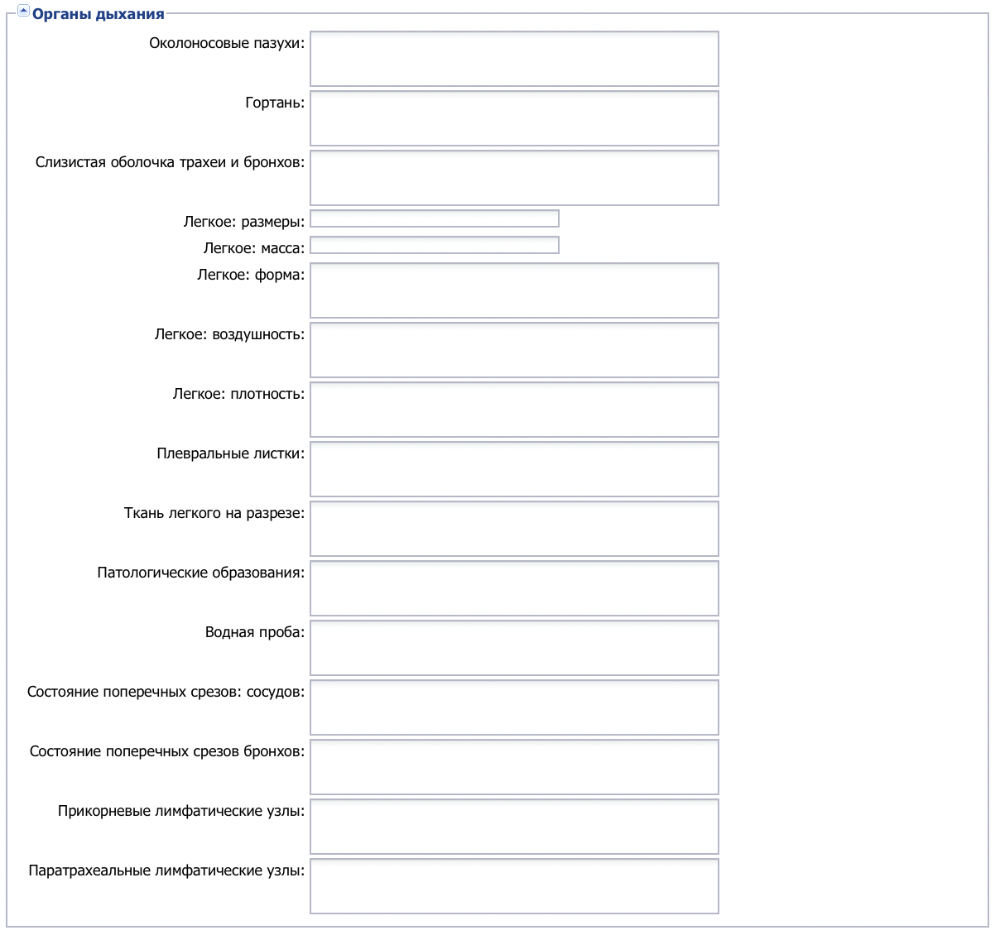 Органы дыхания
Околоносовые пазухи:
Гортань:
Слизистая оболочка трахеи и бронхов:
Легкое: размеры:
Легкое: масса:
Легкое: форма:
Легкое: воздушность:
Легкое: плотность:
Плевральные листки:
Ткань легкого на разрезе:
Патологические образования:
Водная проба:
Состояние поперечных срезов: сосудов:
Состояние поперечных срезов бронхов:
Прикорневые лимфатические узлы:
Паратрахеальные лимфатические узлы: